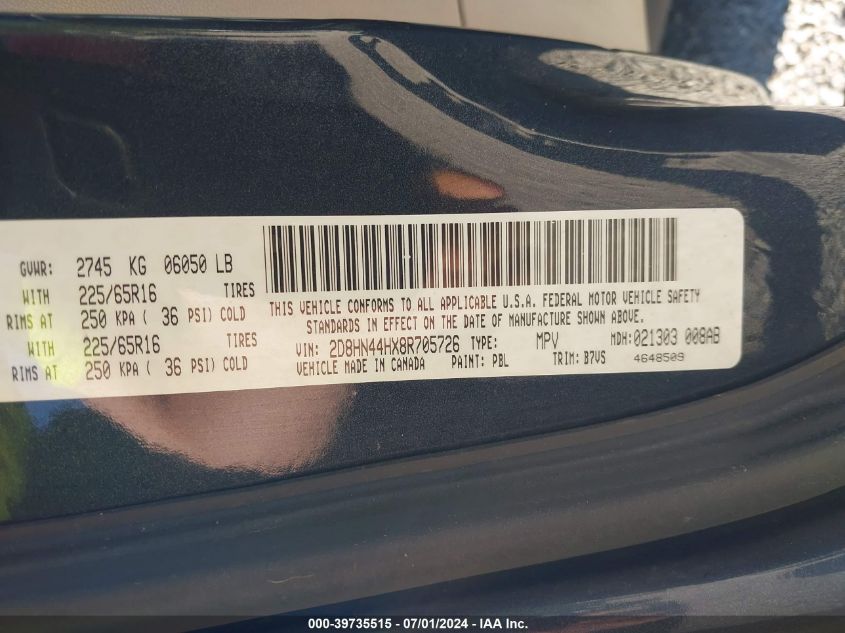 GVWR: 2745 KG 06050 LB
WITH 225/65R16 TIRES
RIMS AT 250 KPA ( 36 PSI) COLD
WITH 225/65R16 TIRES
RIMS AT 250 KPA ( 36 PSI) COLD
THIS VEHICLE CONFORMS TO ALL APPLICABLE U.S.A. FEDERAL MOTOR VEHICLE SAFETY
STANDARDS IN EFFECT ON THE DATE OF MANUFACTURE SHOWN ABOVE.
VIN: 2D8HN44HX8R705726 TYPE: MPV MDH:021303 008AB
VEHICLE MADE IN CANADA PAINT: PBL TRIM: B7VS 4648509
000-39735515 - 07/01/2024 - IAA Inc.